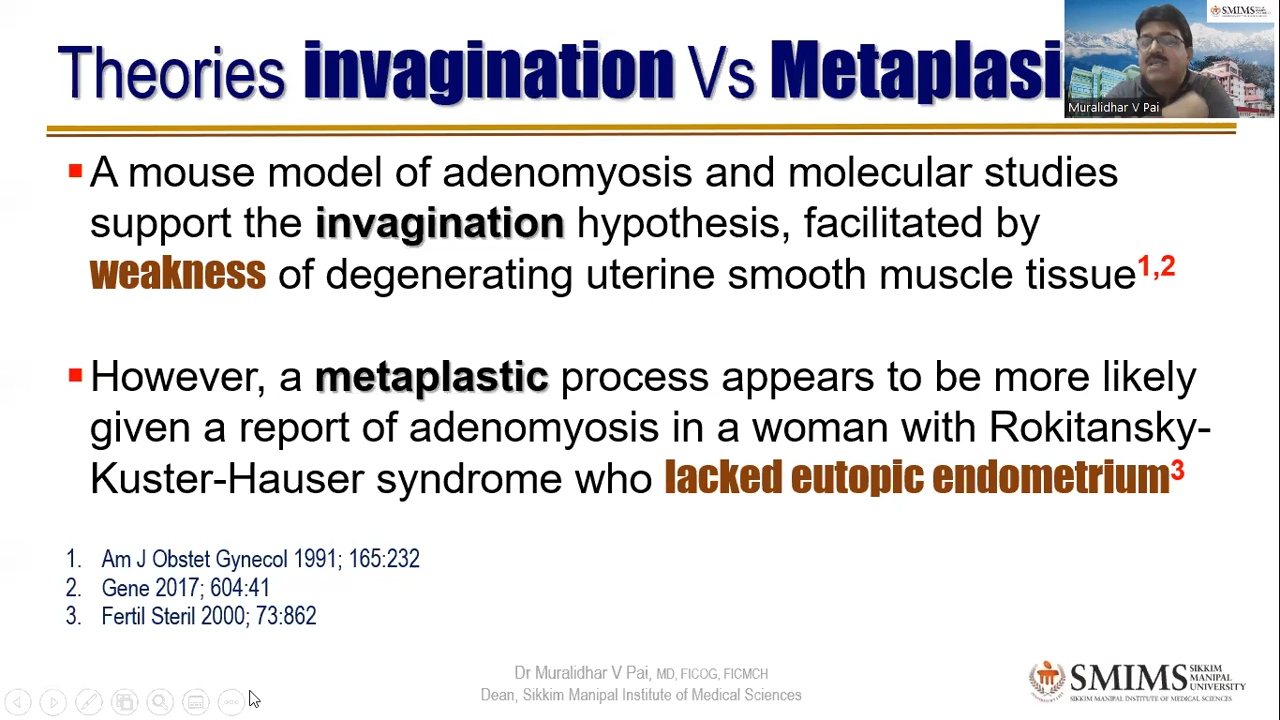 Theories invagination Vs Metaplasi
SMIMS
Muralidhar V Pai
A mouse model of adenomyosis and molecular studies
support the invagination hypothesis, facilitated by
weakness of degenerating uterine smooth muscle tissue1,2
However, a metaplastic process appears to be more likely
given a report of adenomyosis in a woman with Rokitansky-
Kuster-Hauser syndrome who lacked eutopic endometrium3
1. Am J Obstet Gynecol 1991; 165:232
2. Gene 2017; 604:41
3. Fertil Steril 2000; 73:862
Dr Muralidhar V Pai, MD, FICOG, FICMCH
Dean, Sikkim Manipal Institute of Medical Sciences
SMIMS SIKKIM MANIPAL UNIVERSITY
SIKKIM MANIPAL INSTITUTE OF MEDICAL SCIENCES